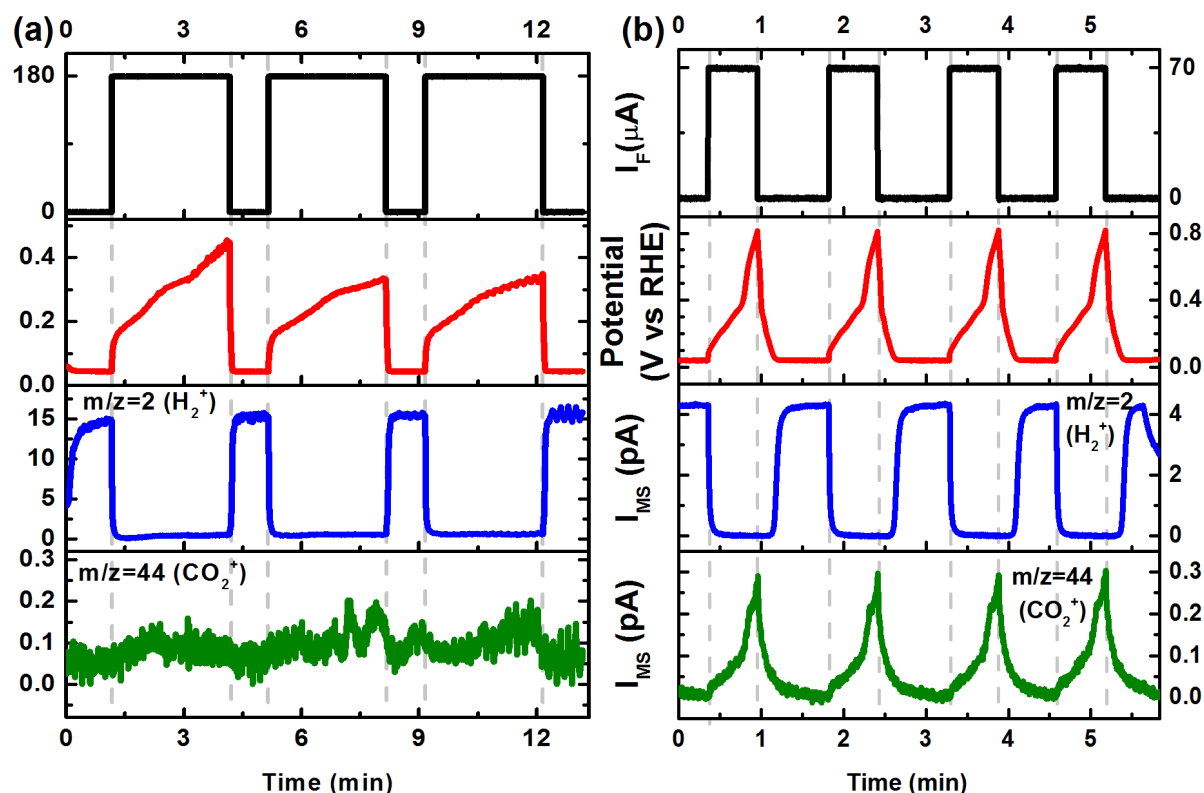 (a)
0 3 6 9 12
180
0
0.4
0.2
0.0
m/z=2 (H₂⁺)
15
10
5
0
m/z=44 (CO₂⁺)
0.3
0.2
0.1
0.0
0 3 6 9 12
Time (min)
(b)
0 1 2 3 4 5
I_F(μA)
70
0
Potential
(V vs RHE)
0.8
0.4
0.0
I_MS (pA)
m/z=2
(H₂⁺)
4
2
0
I_MS (pA)
m/z=44
(CO₂⁺)
0.3
0.2
0.1
0.0
0 1 2 3 4 5
Time (min)